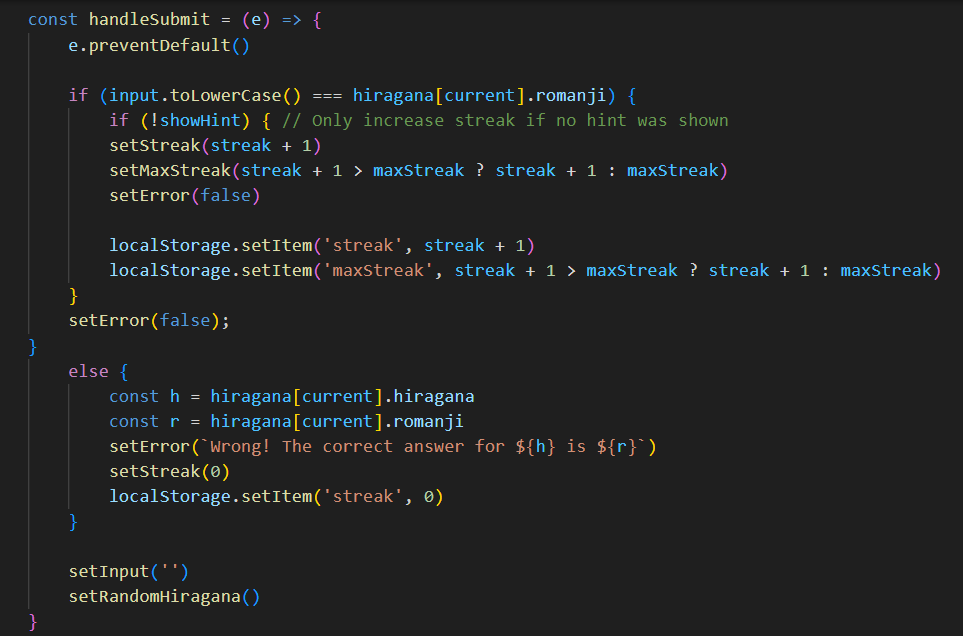 const handleSubmit = (e) => {
    e.preventDefault()

    if (input.toLowerCase() === hiragana[current].romanji) {
        if (!showHint) { // Only increase streak if no hint was shown
        setStreak(streak + 1)
        setMaxStreak(streak + 1 > maxStreak ? streak + 1 : maxStreak)
        setError(false)

        localStorage.setItem('streak', streak + 1)
        localStorage.setItem('maxStreak', streak + 1 > maxStreak ? streak + 1 : maxStreak)
    }
    setError(false);
}
    else {
        const h = hiragana[current].hiragana
        const r = hiragana[current].romanji
        setError(`Wrong! The correct answer for ${h} is ${r}`)
        setStreak(0)
        localStorage.setItem('streak', 0)
    }

    setInput('')
    setRandomHiragana()
}